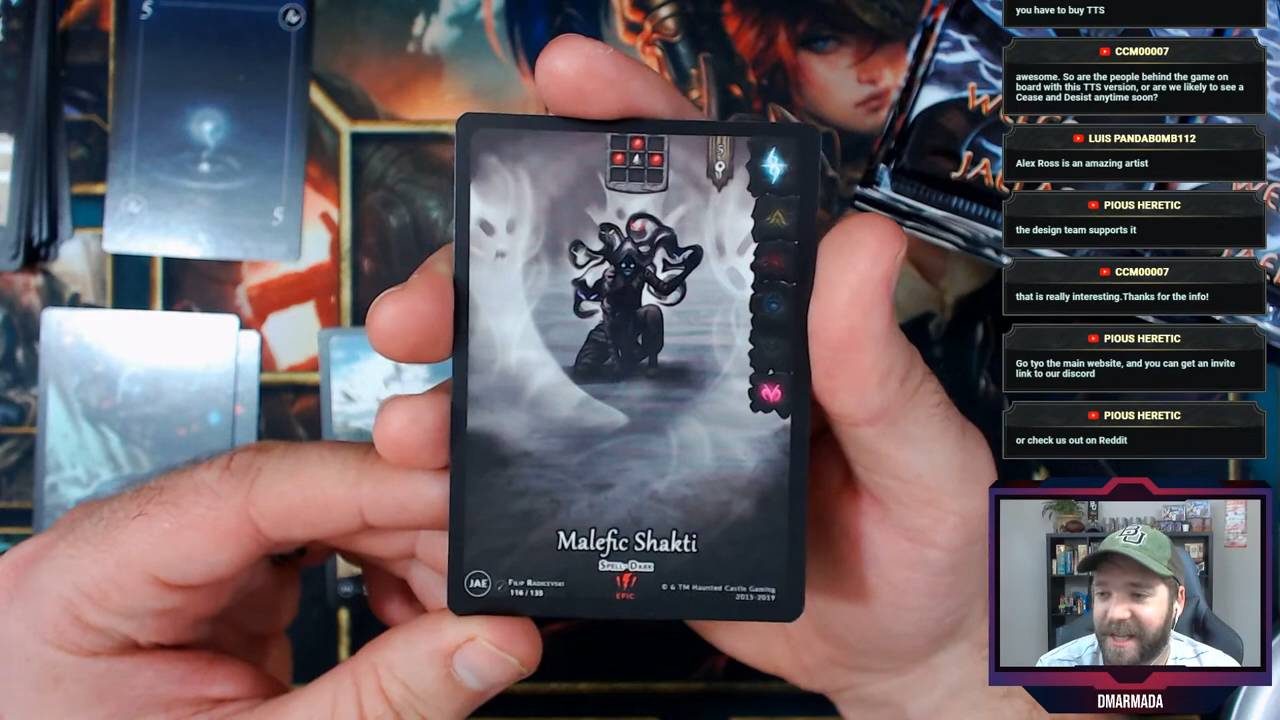 5
5
5
Malefic Shakti
Spell-Dark
EPIC
JAE
Filip Radicevski
116 / 135
© & TM Haunted Castle Gaming
2015-2019
you have to buy TTS
CCM00007
awesome. So are the people behind the game on
board with this TTS version, or are we likely to see a
Cease and Desist anytime soon?
LUIS PANDAB0MB112
Alex Ross is an amazing artist
PIOUS HERETIC
the design team supports it
CCM00007
that is really interesting.Thanks for the info!
PIOUS HERETIC
Go tyo the main website, and you can get an invite
link to our discord
PIOUS HERETIC
or check us out on Reddit
DMARMADA